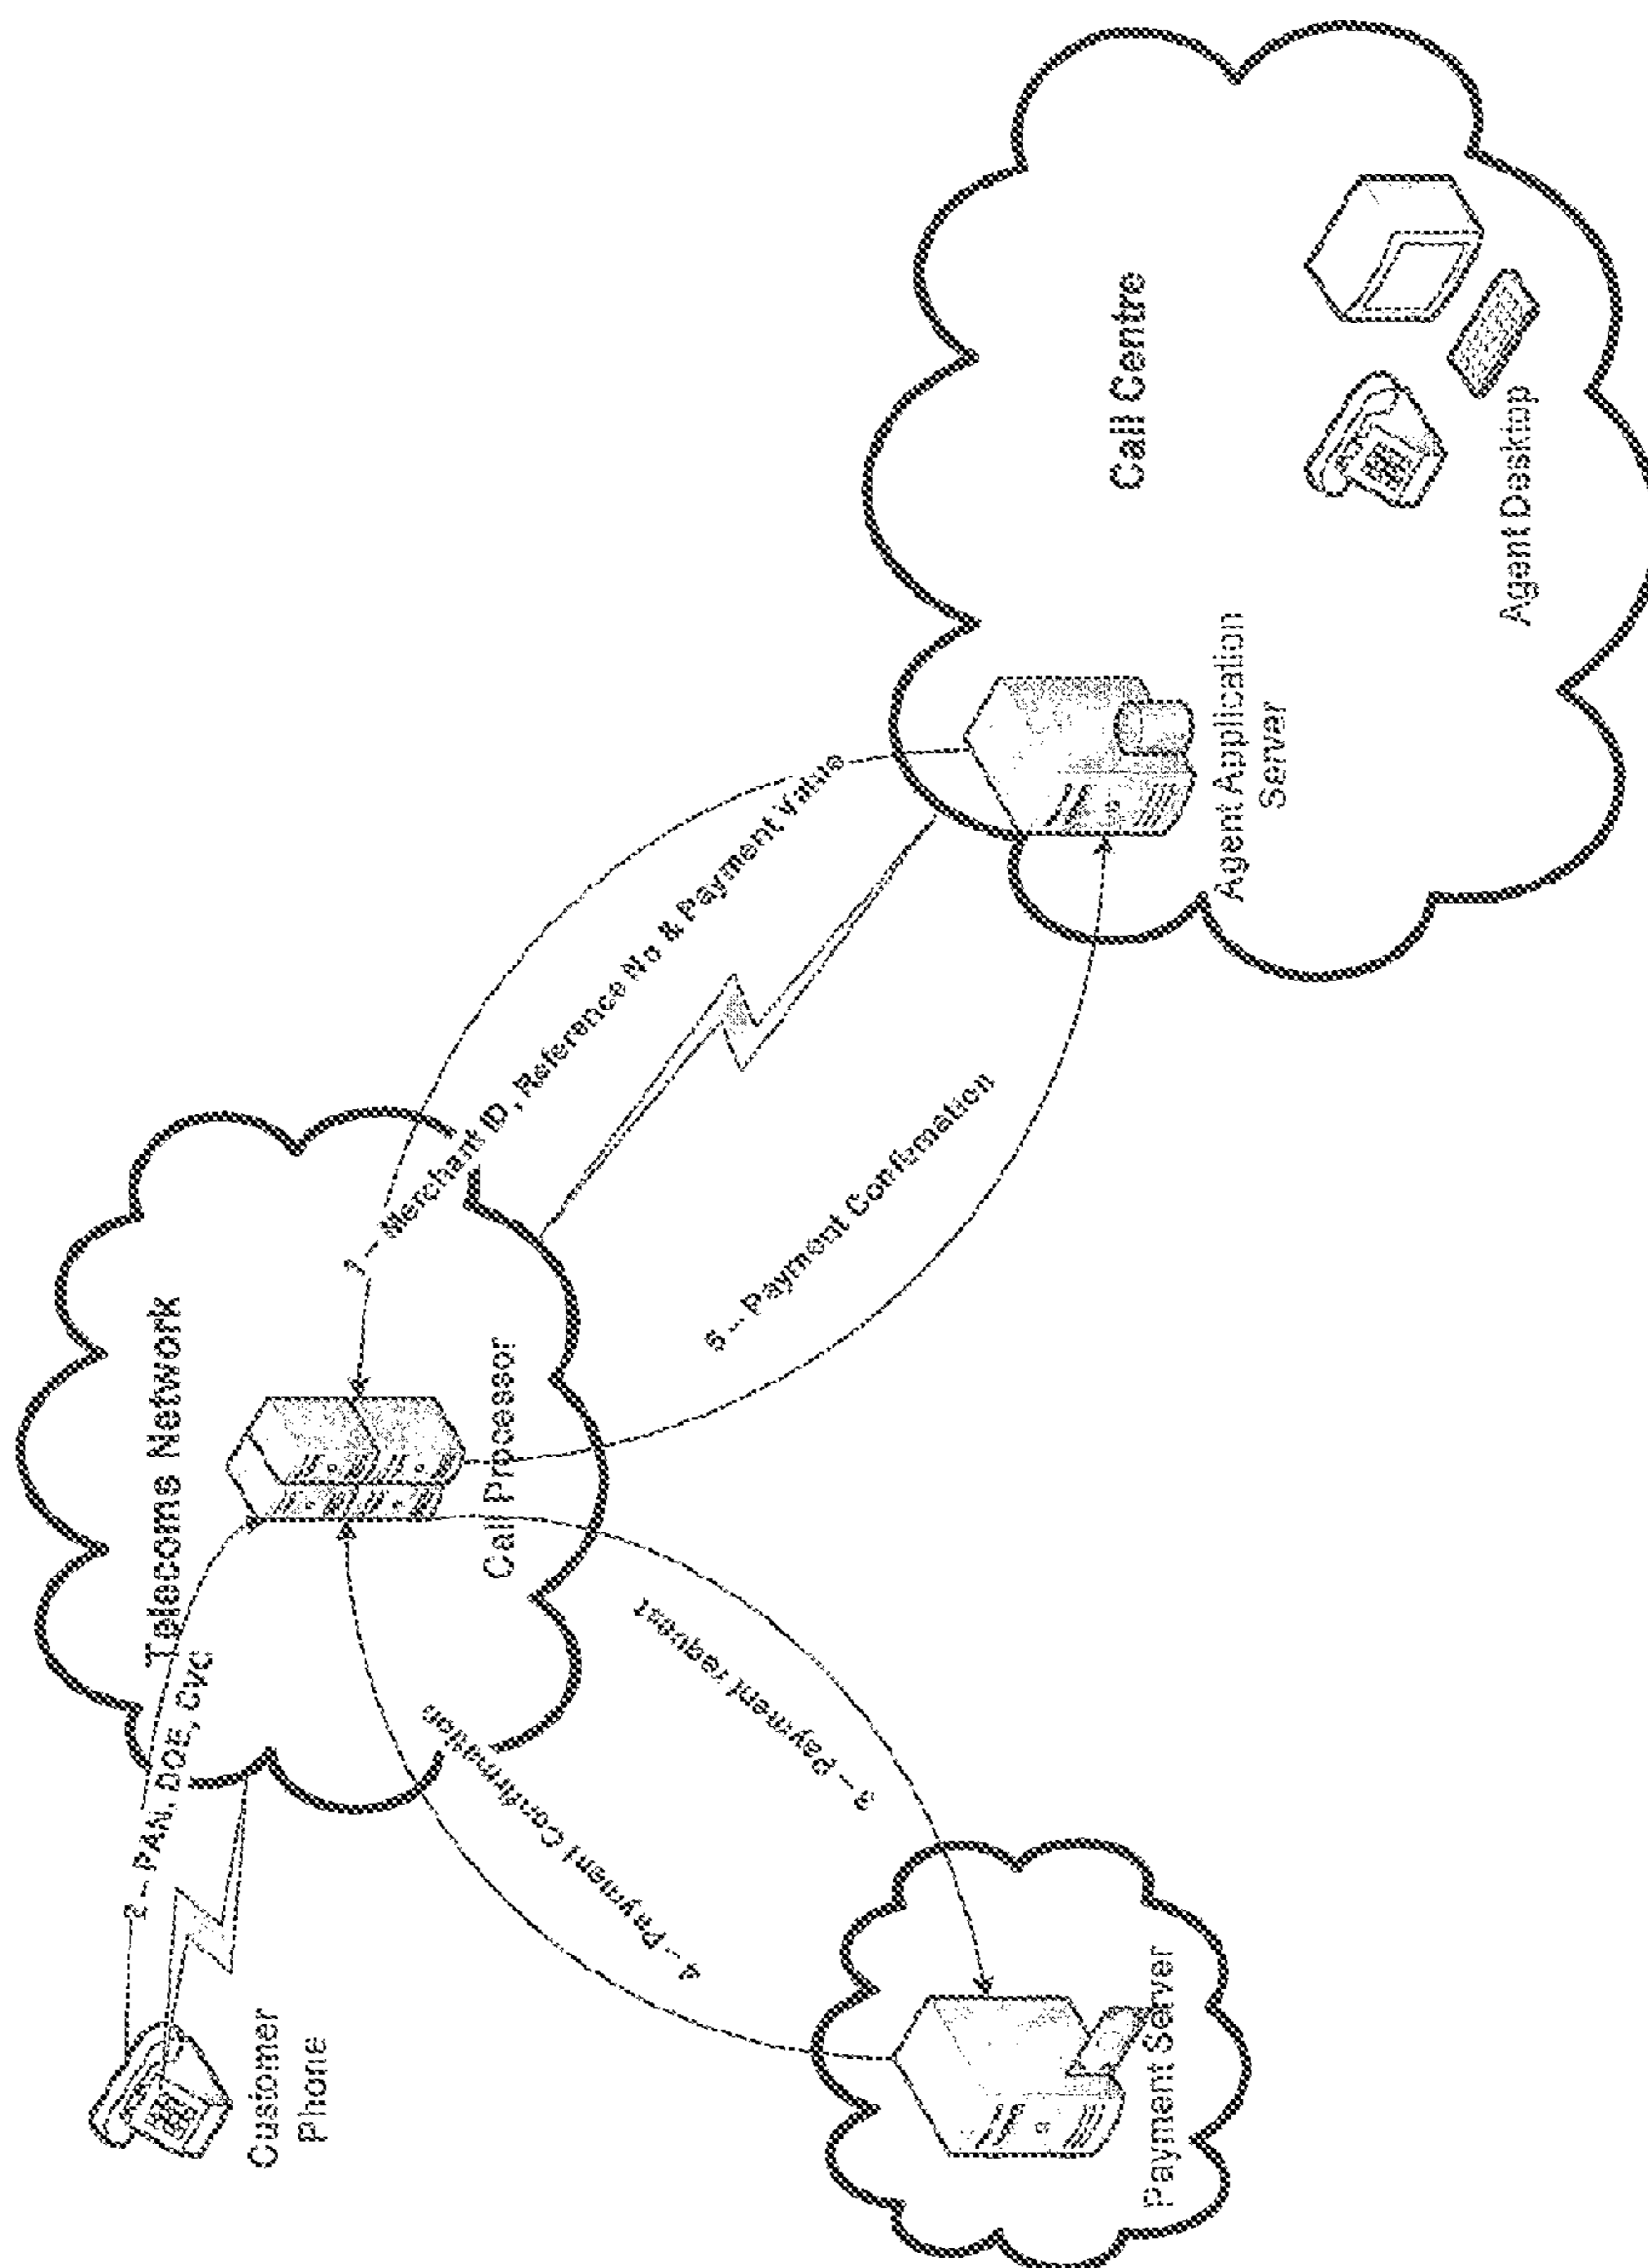 Customer
Phone
2 – PAN, DOE, CVC
Telecoms Network
Call Processor
1 – Merchant ID, Reference No & Payment Value
3 – Payment request
4 – Payment Confirmation
5 – Payment Confirmation
Payment Server
Call Centre
Agent Application
Server
Agent Desktop